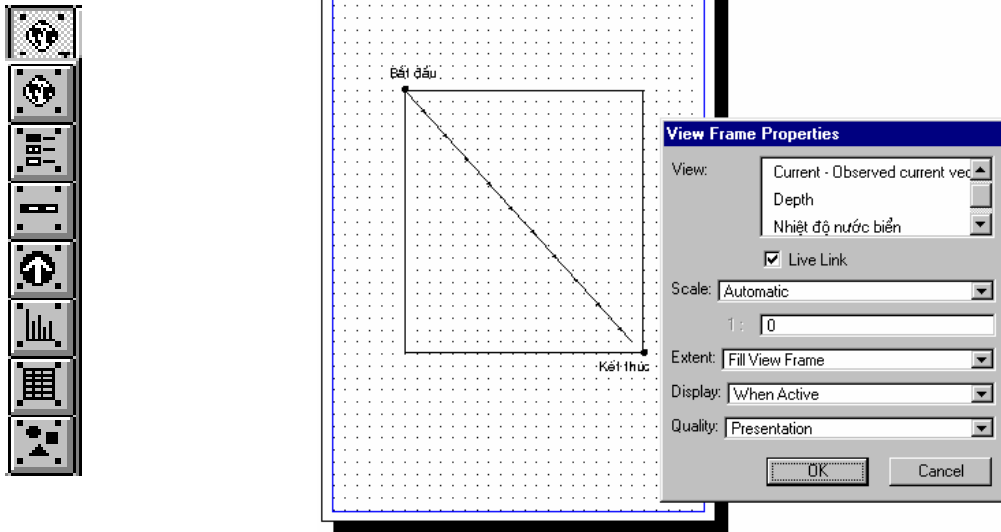 Bắt đầu
Kết thúc
View Frame Properties
View:
Current - Observed current vec
Depth
Nhiệt độ nước biển
Live Link
Scale: Automatic
1 : 0
Extent: Fill View Frame
Display: When Active
Quality: Presentation
OK Cancel